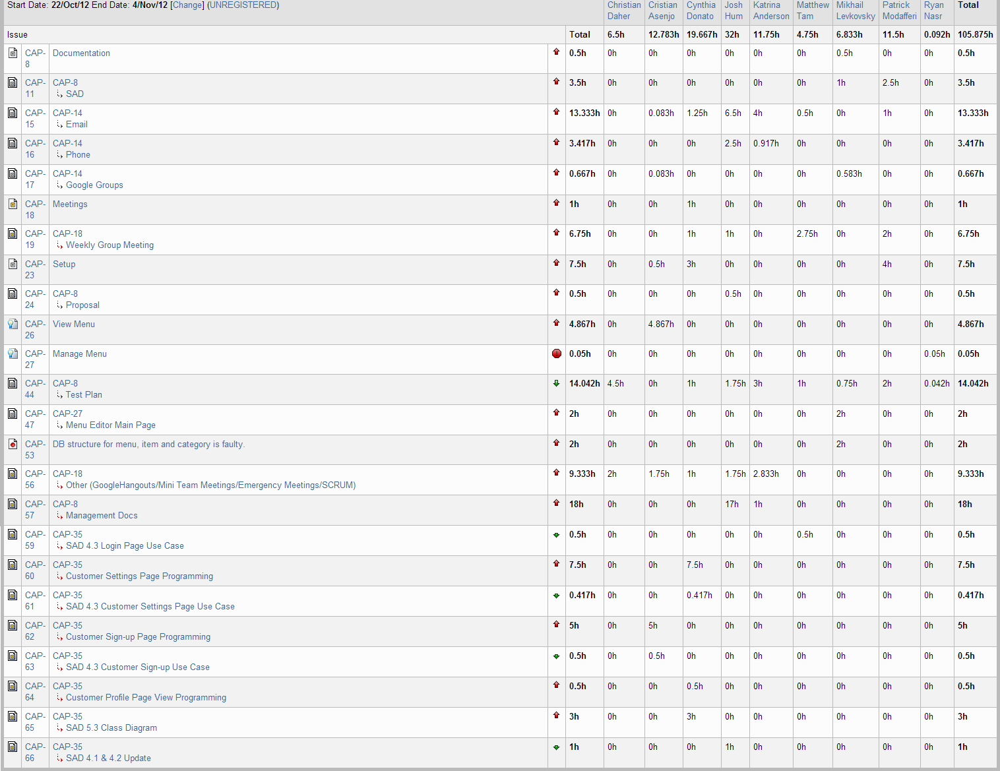 Start Date: 22/Oct/12 End Date: 4/Nov/12 [Change] (UNREGISTERED) Christian Daher Cristian Asenjo Cynthia Donato Josh Hum Katrina Anderson Matthew Tam Mikhail Levkovsky Patrick Modafferi Ryan Nasr Total
Issue Total 6.5h 12.783h 19.667h 32h 11.75h 4.75h 6.833h 11.5h 0.092h 105.875h
CAP-8 Documentation 0.5h 0h 0h 0h 0h 0h 0h 0.5h 0h 0h 0.5h
CAP-11 CAP-8 SAD 3.5h 0h 0h 0h 0h 0h 0h 1h 2.5h 0h 3.5h
CAP-15 CAP-14 Email 13.333h 0h 0.083h 1.25h 6.5h 4h 0.5h 0h 1h 0h 13.333h
CAP-16 CAP-14 Phone 3.417h 0h 0h 0h 2.5h 0.917h 0h 0h 0h 0h 3.417h
CAP-17 CAP-14 Google Groups 0.667h 0h 0.083h 0h 0h 0h 0h 0.583h 0h 0h 0.667h
CAP-18 Meetings 1h 0h 0h 1h 0h 0h 0h 0h 0h 0h 1h
CAP-19 CAP-18 Weekly Group Meeting 6.75h 0h 0h 1h 1h 0h 2.75h 0h 2h 0h 6.75h
CAP-23 Setup 7.5h 0h 0.5h 3h 0h 0h 0h 0h 4h 0h 7.5h
CAP-24 CAP-8 Proposal 0.5h 0h 0h 0h 0.5h 0h 0h 0h 0h 0h 0.5h
CAP-26 View Menu 4.867h 0h 4.867h 0h 0h 0h 0h 0h 0h 0h 4.867h
CAP-27 Manage Menu 0.05h 0h 0h 0h 0h 0h 0h 0h 0h 0.05h 0.05h
CAP-44 CAP-8 Test Plan 14.042h 4.5h 0h 1h 1.75h 3h 1h 0.75h 2h 0.042h 14.042h
CAP-47 CAP-27 Menu Editor Main Page 2h 0h 0h 0h 0h 0h 0h 2h 0h 0h 2h
CAP-53 DB structure for menu, item and category is faulty. 2h 0h 0h 0h 0h 0h 0h 2h 0h 0h 2h
CAP-56 CAP-18 Other (GoogleHangouts/Mini Team Meetings/Emergency Meetings/SCRUM) 9.333h 2h 1.75h 1h 1.75h 2.833h 0h 0h 0h 0h 9.333h
CAP-57 CAP-8 Management Docs 18h 0h 0h 0h 17h 1h 0h 0h 0h 0h 18h
CAP-59 CAP-35 SAD 4.3 Login Page Use Case 0.5h 0h 0h 0h 0h 0h 0.5h 0h 0h 0h 0.5h
CAP-60 CAP-35 Customer Settings Page Programming 7.5h 0h 0h 7.5h 0h 0h 0h 0h 0h 0h 7.5h
CAP-61 CAP-35 SAD 4.3 Customer Settings Page Use Case 0.417h 0h 0h 0.417h 0h 0h 0h 0h 0h 0h 0.417h
CAP-62 CAP-35 Customer Sign-up Page Programming 5h 0h 5h 0h 0h 0h 0h 0h 0h 0h 5h
CAP-63 CAP-35 SAD 4.3 Customer Sign-up Use Case 0.5h 0h 0.5h 0h 0h 0h 0h 0h 0h 0h 0.5h
CAP-64 CAP-35 Customer Profile Page View Programming 0.5h 0h 0h 0.5h 0h 0h 0h 0h 0h 0h 0.5h
CAP-65 CAP-35 SAD 5.3 Class Diagram 3h 0h 0h 3h 0h 0h 0h 0h 0h 0h 3h
CAP-66 CAP-35 SAD 4.1 & 4.2 Update 1h 0h 0h 0h 1h 0h 0h 0h 0h 0h 1h